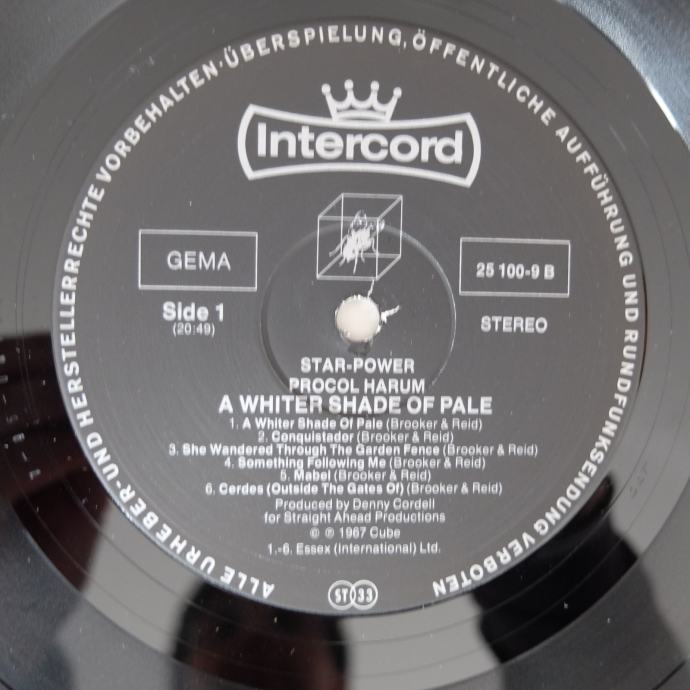 ALLE URHEBER-UND HERSTELLERRECHTE VORBEHALTEN·ÜBERSPIELUNG, ÖFFENTLICHE AUFFÜHRUNG UND RUNDFUNKSENDUNG VERBOTEN
Intercord
GEMA
25 100-9 B
Side 1
(20:49)
STEREO
STAR-POWER
PROCOL HARUM
A WHITER SHADE OF PALE
1. A Whiter Shade Of Pale (Brooker & Reid)
2. Conquistador (Brooker & Reid)
3. She Wandered Through The Garden Fence (Brooker & Reid)
4. Something Following Me (Brooker & Reid)
5. Mabel (Brooker & Reid)
6. Cerdes (Outside The Gates Of) (Brooker & Reid)
Produced by Denny Cordell
for Straight Ahead Productions
© ℗ 1967 Cube
1.-6. Essex (International) Ltd.
ST 33